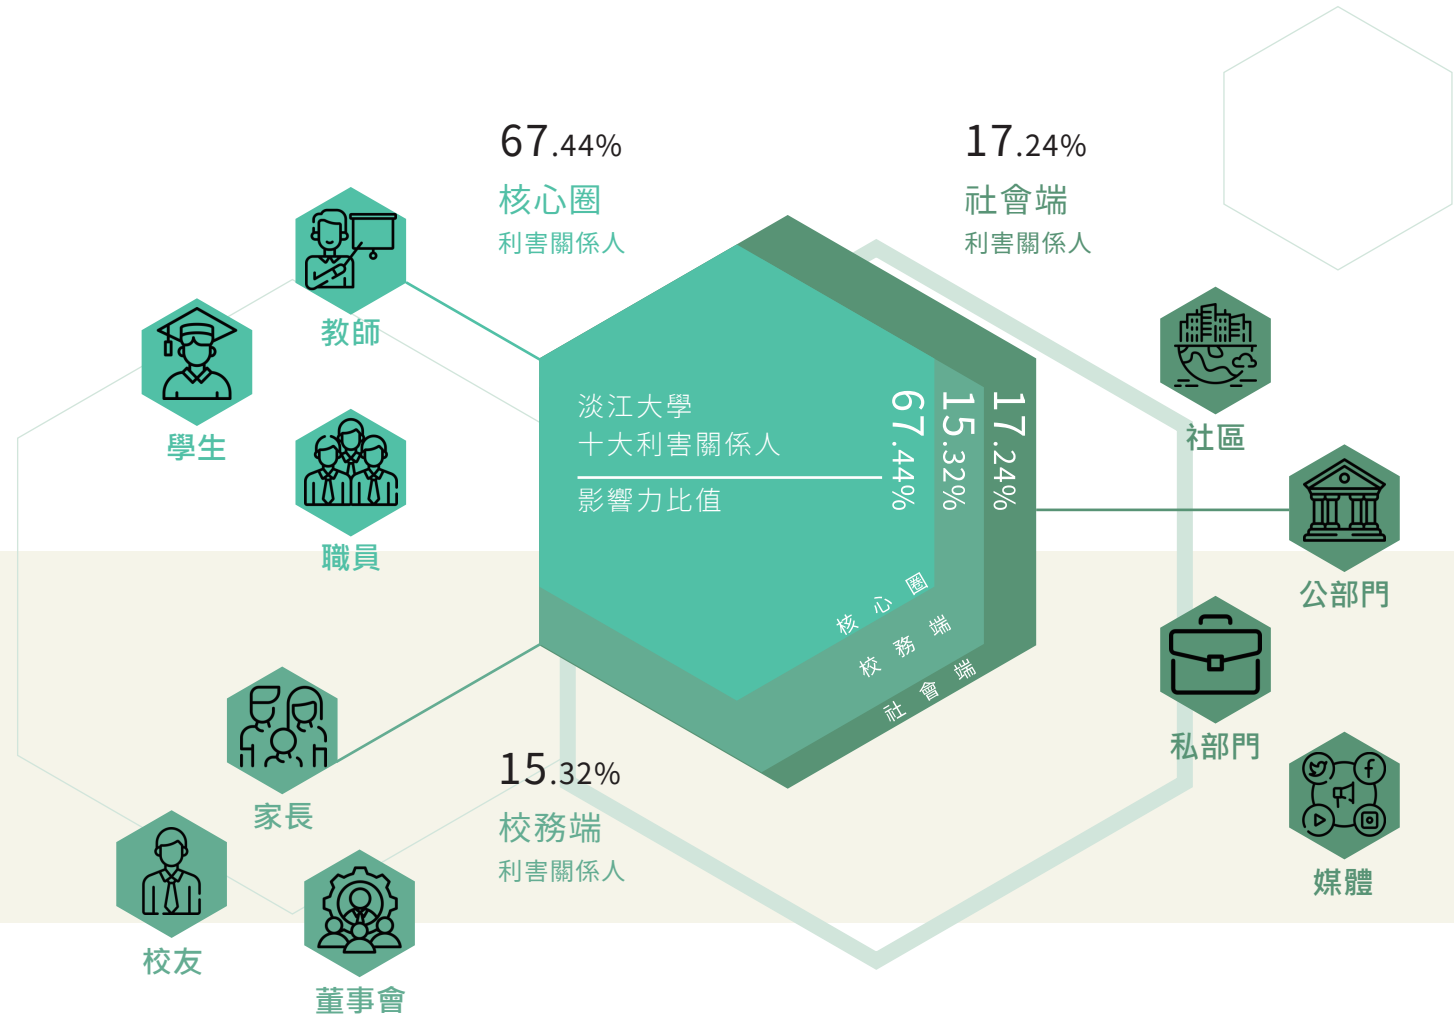 67.44%
核心圈
利害關係人
教師
學生
職員
17.24%
社會端
利害關係人
社區
公部門
私部門
媒體
淡江大學
十大利害關係人
影響力比值
67.44%
15.32%
17.24%
核心圈
校務端
社會端
15.32%
校務端
利害關係人
家長
校友
董事會